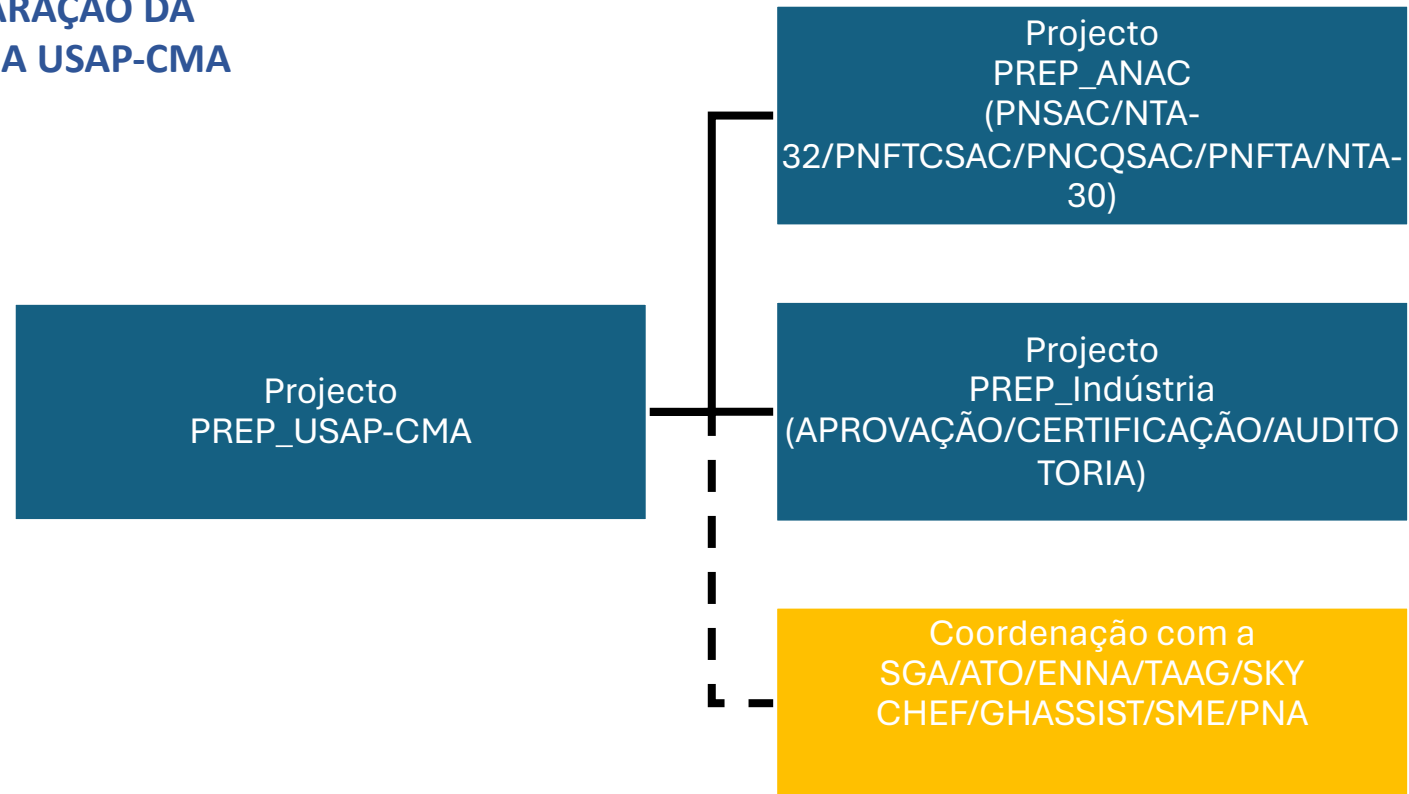 ARAÇÃO DA
A USAP-CMA
Projecto
PREP_ANAC
(PNSAC/NTA-
32/PNFTCSAC/PNCQSAC/PNFTA/NTA-
30)
Projecto
PREP_USAP-CMA
Projecto
PREP_Indústria
(APROVAÇÃO/CERTIFICAÇÃO/AUDITO
TORIA)
Coordenação com a
SGA/ATO/ENNA/TAAG/SKY
CHEF/GHASSIST/SME/PNA